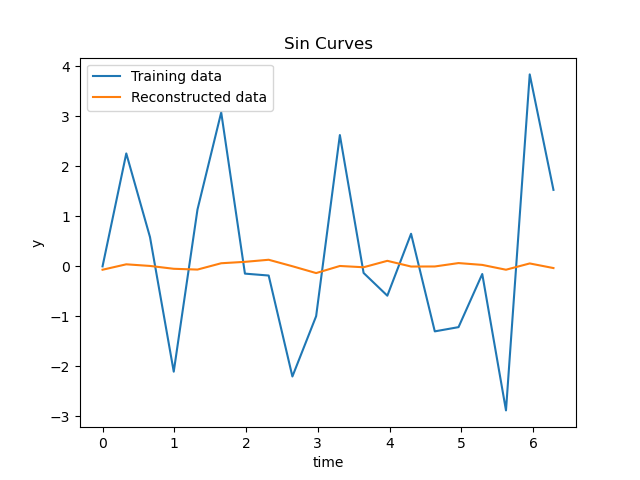 Sin Curves
Training data
Reconstructed data
4
3
2
1
0
−1
−2
−3
y
0 1 2 3 4 5 6
time